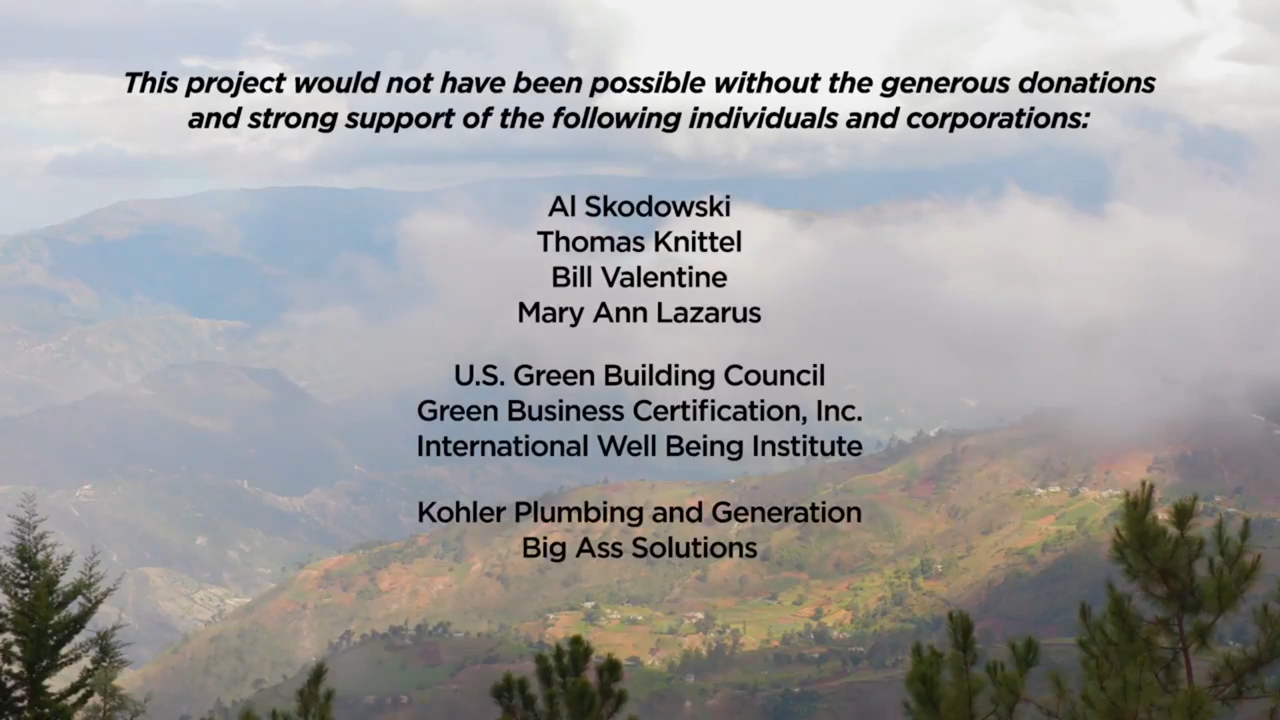 This project would not have been possible without the generous donations
and strong support of the following individuals and corporations:
Al Skodowski
Thomas Knittel
Bill Valentine
Mary Ann Lazarus
U.S. Green Building Council
Green Business Certification, Inc.
International Well Being Institute
Kohler Plumbing and Generation
Big Ass Solutions